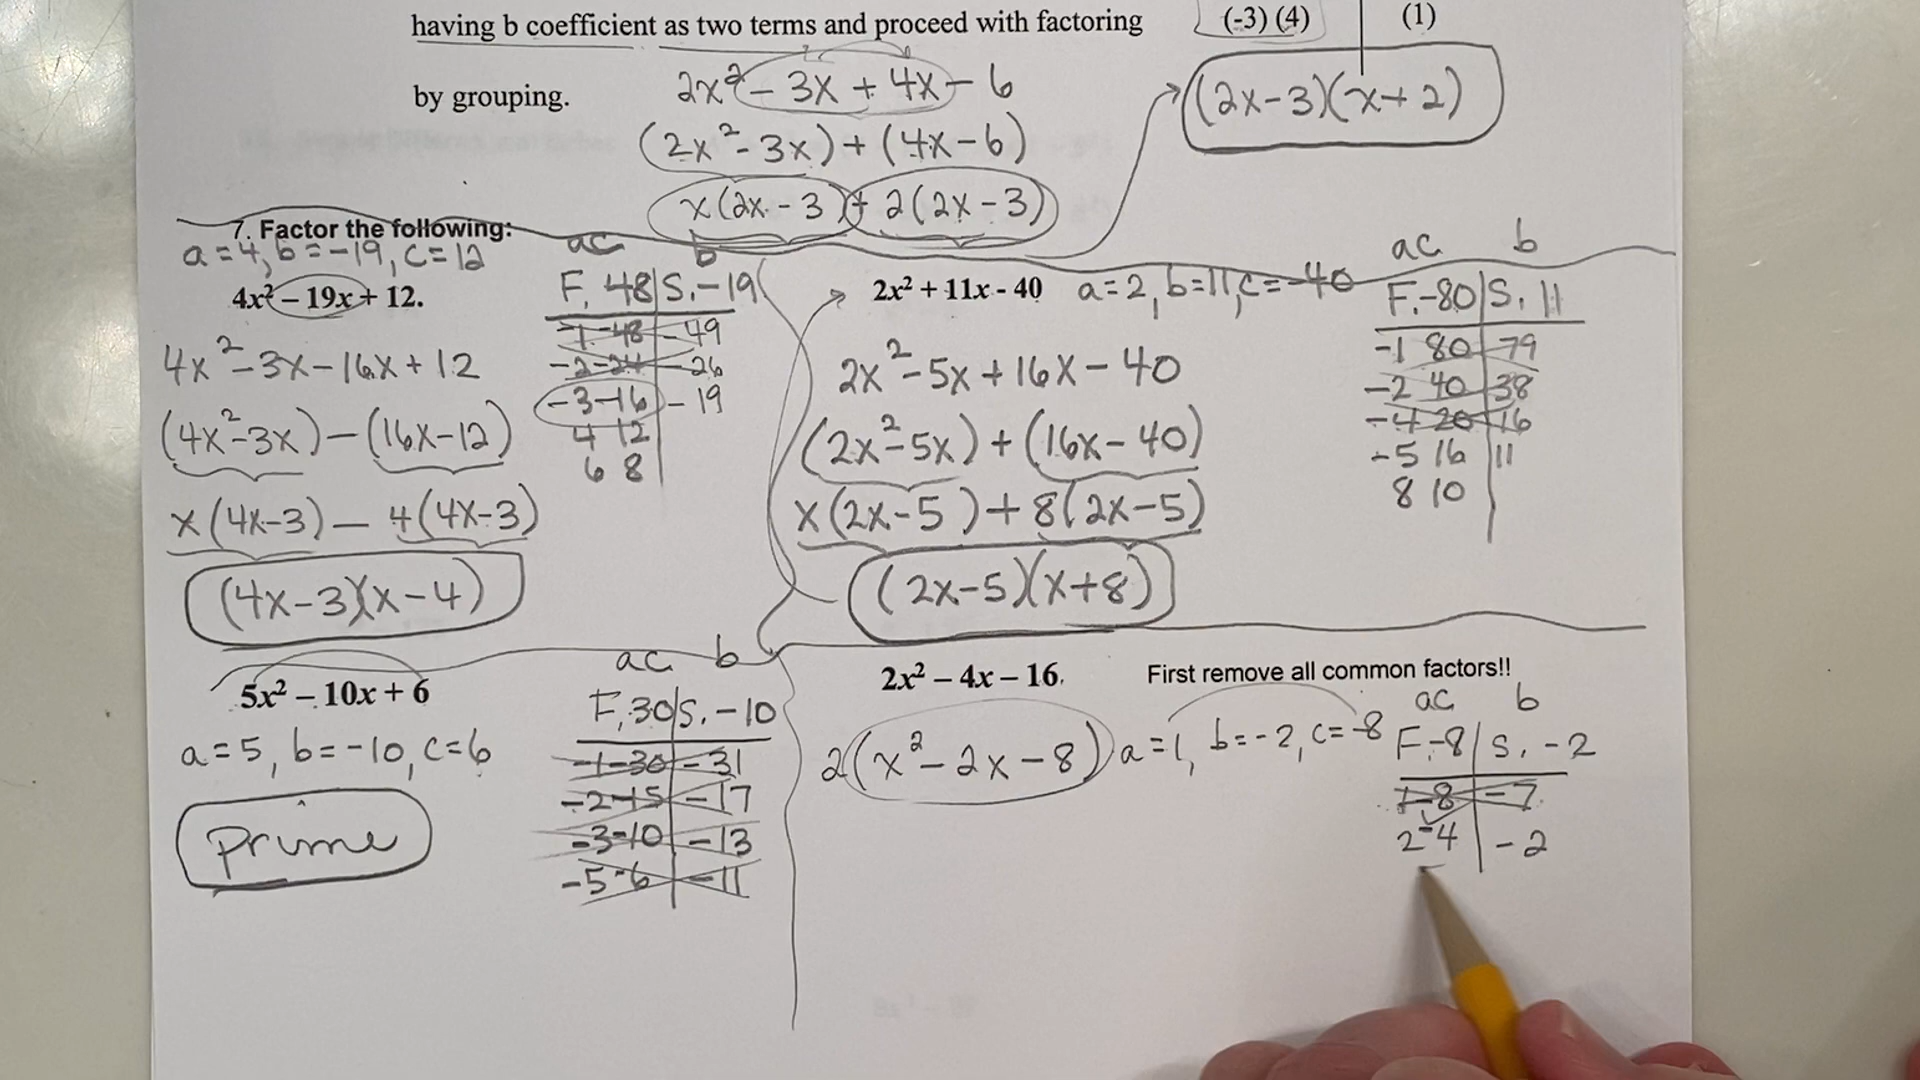 having b coefficient as two terms and proceed with factoring
(-3) (4) (1)
by grouping.
2x² - 3x + 4x - 6
(2x² - 3x) + (4x - 6)
x(2x - 3) + 2(2x - 3)
(2x - 3)(x + 2)
7. Factor the following:
a = 4, b = -19, c = 12
4x² – 19x + 12.
4x² - 3x - 16x + 12
(4x² - 3x) - (16x - 12)
x(4x - 3) - 4(4x - 3)
(4x - 3)(x - 4)
ac b
F. 48 | S. -19
-1 -48 | -49
-2 -24 | -26
-3 -16 | -19
4 12
6 8
2x² + 11x - 40 a = 2, b = 11, c = -40
2x² - 5x + 16x - 40
(2x² - 5x) + (16x - 40)
x(2x - 5) + 8(2x - 5)
(2x - 5)(x + 8)
ac b
F. -80 | S. 11
-1 80 | 79
-2 40 | 38
-4 20 | 16
-5 16 | 11
8 10
5x² – 10x + 6
a = 5, b = -10, c = 6
prime
ac b
F. 30 | S. -10
-1 -30 | -31
-2 -15 | -17
-3 -10 | -13
-5 -6 | -11
2x² – 4x – 16. First remove all common factors!!
2(x² - 2x - 8) a = 1, b = -2, c = -8
ac b
F. -8 | S. -2
1 -8 | -7
2 -4 | -2